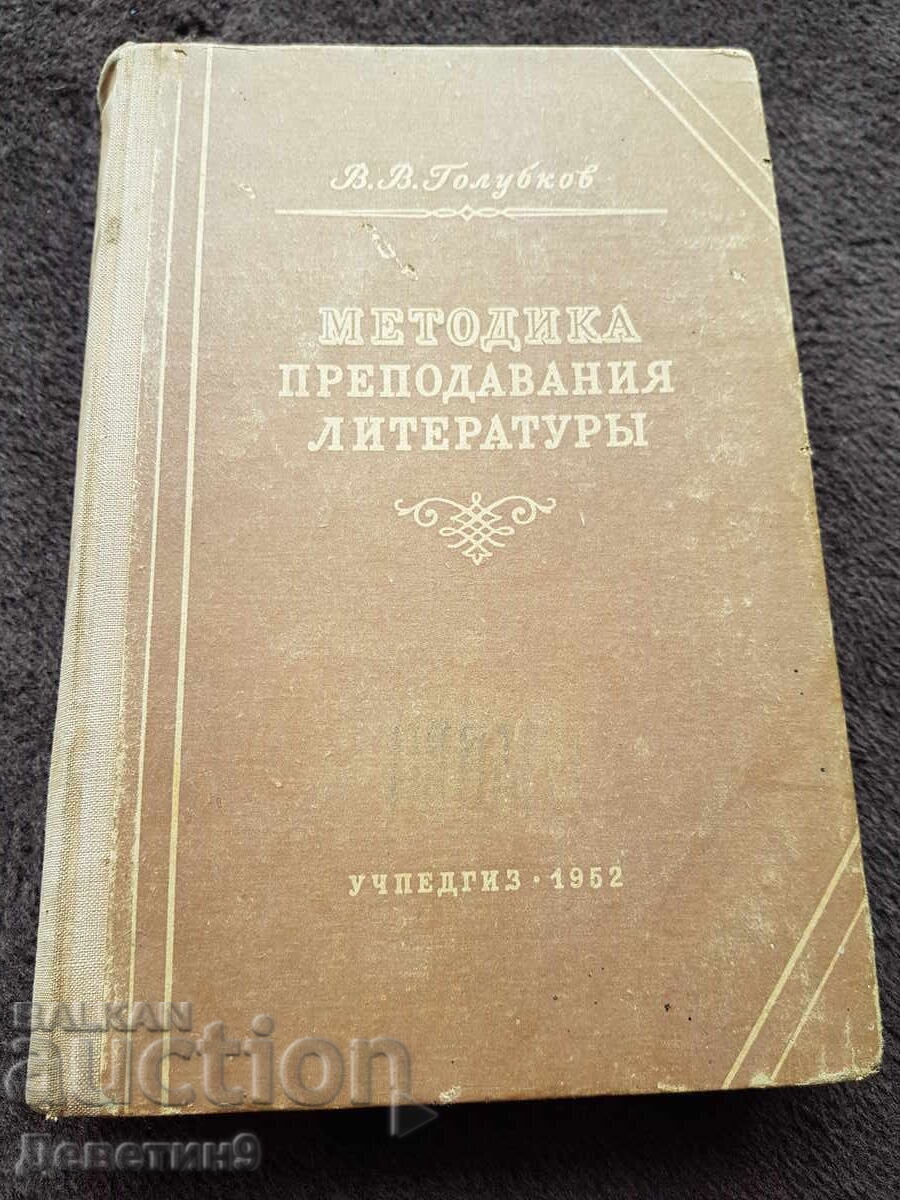 В. В. Голубков
МЕТОДИКА
ПРЕПОДАВАНИЯ
ЛИТЕРАТУРЫ
УЧПЕДГИЗ • 1952
BALKAN
auction
Деветин9